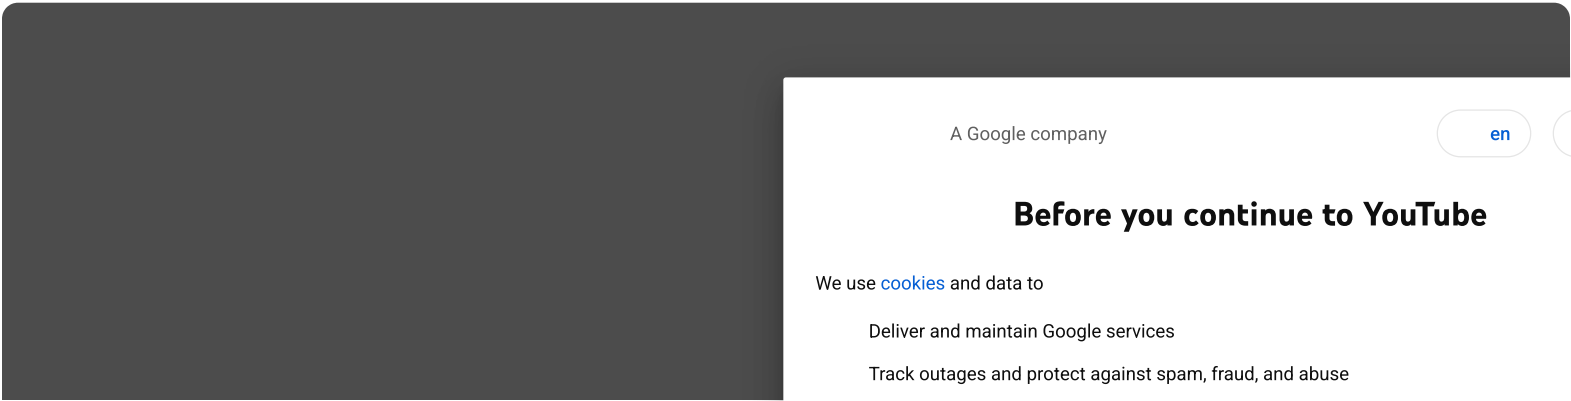 A Google company
en
Before you continue to YouTube
We use cookies and data to
Deliver and maintain Google services
Track outages and protect against spam, fraud, and abuse